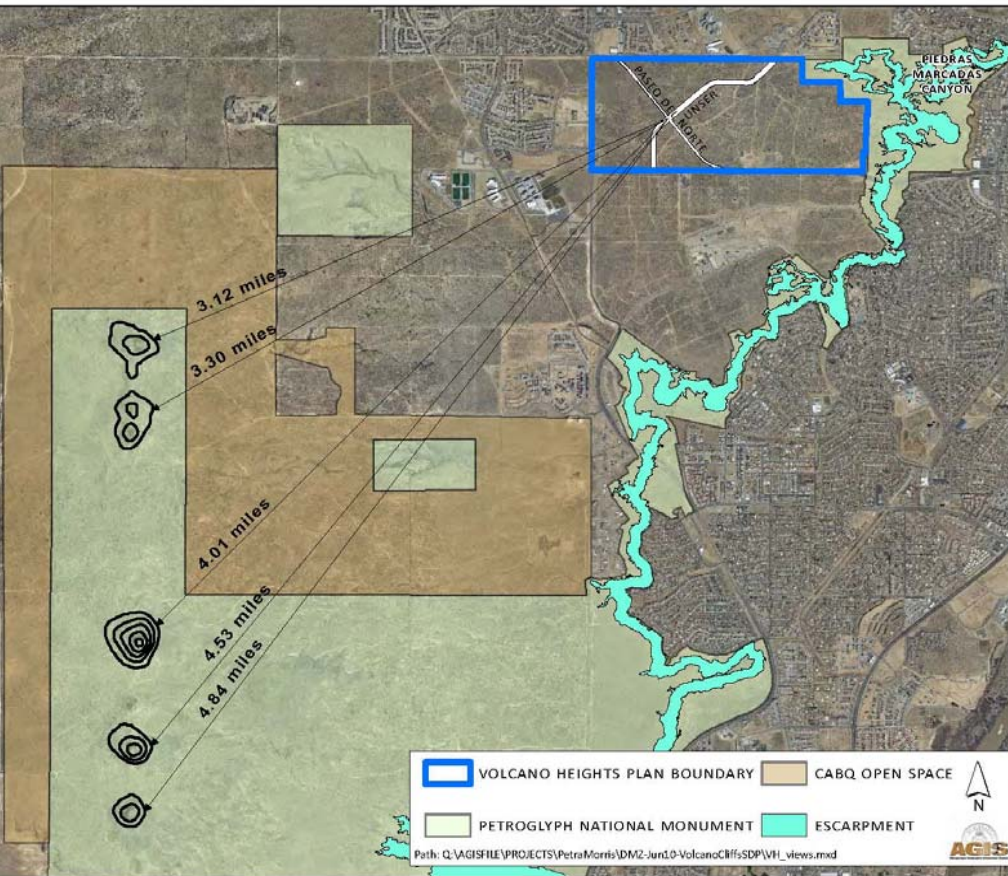 PIEDRAS
MARCADAS
CANYON
PASEO DEL NORTE
UNSER
3.12 miles
3.30 miles
4.01 miles
4.53 miles
4.84 miles
VOLCANO HEIGHTS PLAN BOUNDARY
CABQ OPEN SPACE
N
PETROGLYPH NATIONAL MONUMENT
ESCARPMENT
AGIS
Path: Q:\AGISFILE\PROJECTS\PetraMorris\DMZ-Jun10-VolcanoCliffsSDP\VH_views.mxd